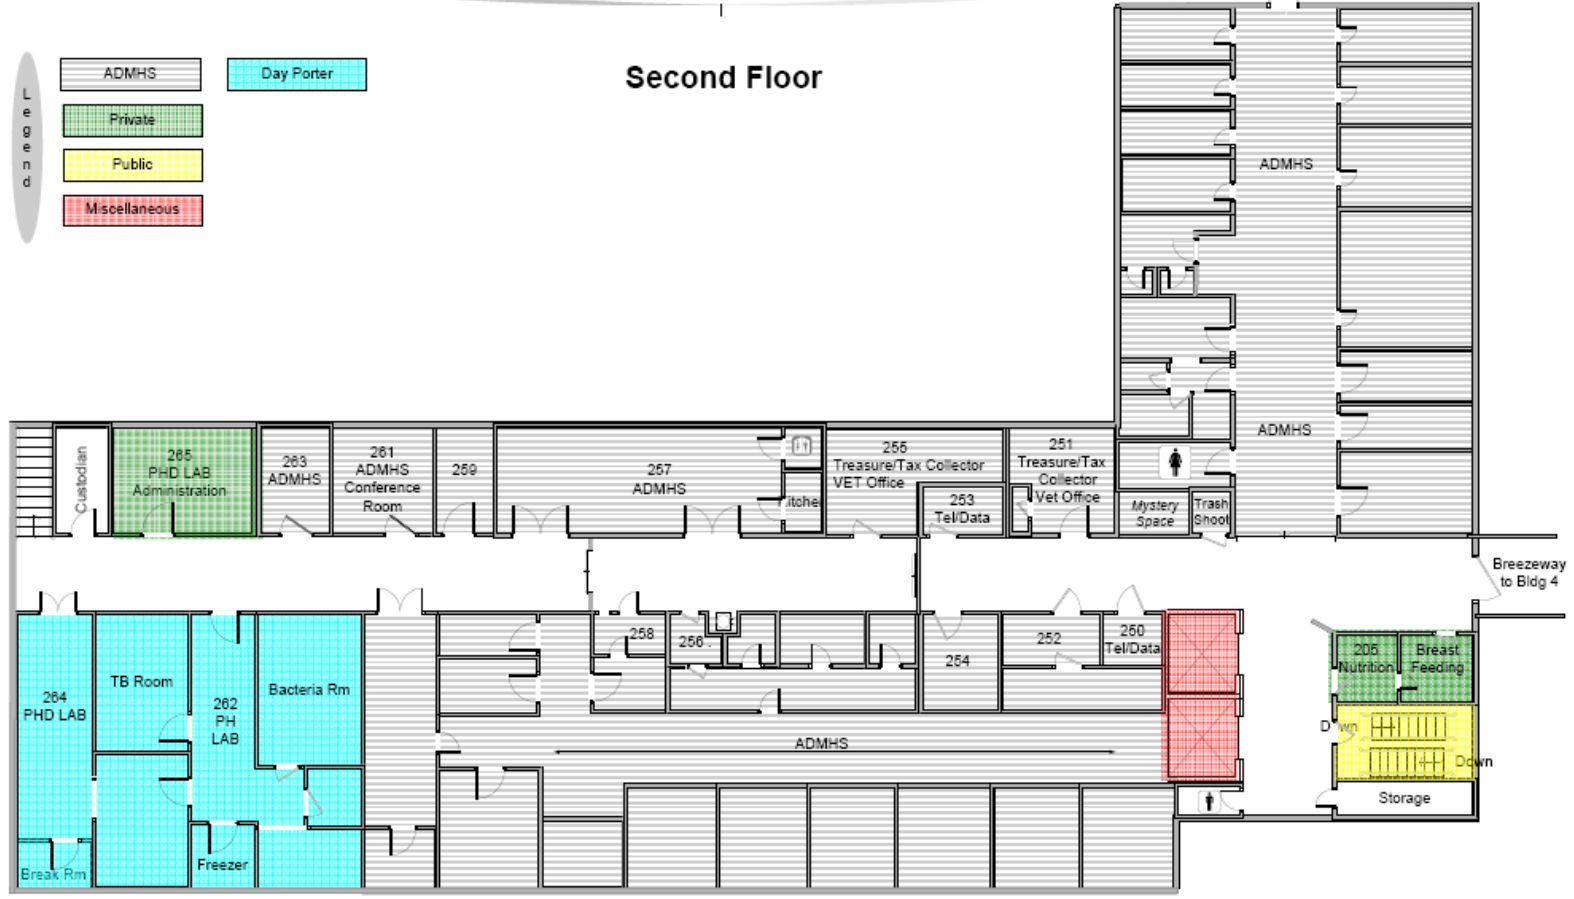 Second Floor
Legend
ADMHS
Day Porter
Private
Public
Miscellaneous
ADMHS
ADMHS
Custodian
265
PHD LAB
Administration
263
ADMHS
261
ADMHS
Conference
Room
259
257
ADMHS
Kitchen
255
Treasure/Tax Collector
VET Office
253
Tel/Data
251
Treasure/Tax
Collector
Vet Office
Mystery
Space
Trash
Shoot
Breezeway
to Bldg 4
264
PHD LAB
TB Room
262
PH
LAB
Bacteria Rm
Break Rm
Freezer
258
256 .
254
252
250
Tel/Data
ADMHS
205
Nutrition
Breast
Feeding
Down
Down
Storage